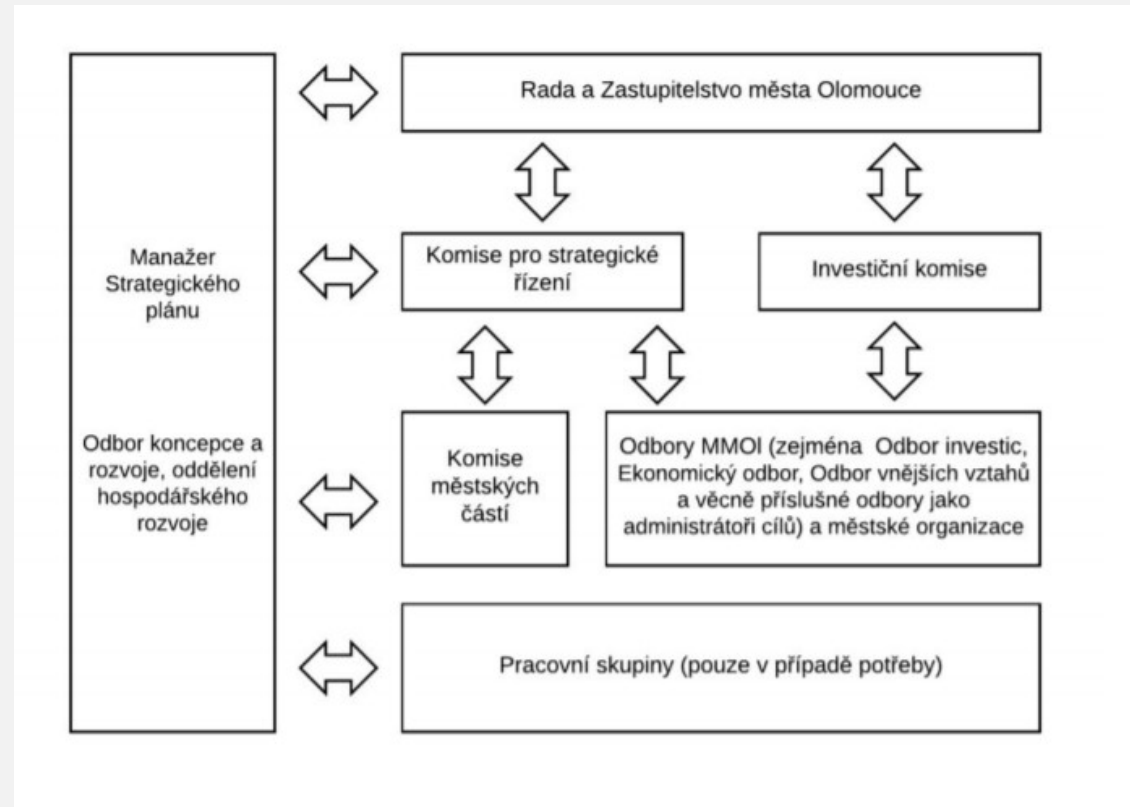 Rada a Zastupitelstvo města Olomouce
Manažer
Strategického
plánu
Komise pro strategické
řízení
Investiční komise
Odbor koncepce a
rozvoje, oddělení
hospodářského
rozvoje
Komise
městských
částí
Odbory MMOl (zejména Odbor investic,
Ekonomický odbor, Odbor vnějších vztahů
a věcně příslušné odbory jako
administrátoři cílů) a městské organizace
Pracovní skupiny (pouze v případě potřeby)